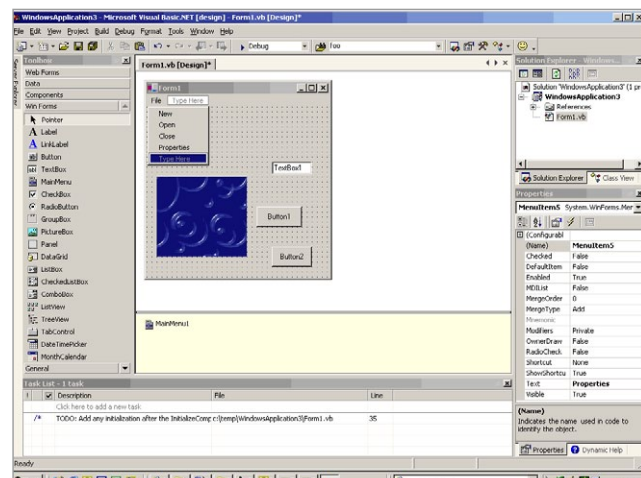 WindowsApplication3 - Microsoft Visual Basic.NET [design] - Form1.vb [Design]*
File Edit View Project Build Debug Format Tools Window Help
Debug
foo
Server Explorer
Toolbox
Web Forms
Data
Components
Win Forms
Pointer
Label
LinkLabel
Button
TextBox
MainMenu
CheckBox
RadioButton
GroupBox
PictureBox
Panel
DataGrid
ListBox
CheckedListBox
ComboBox
ListView
TreeView
TabControl
DateTimePicker
MonthCalendar
General
Form1.vb [Design]*
Form1
File Type Here
New
Open
Close
Properties
Type Here
TextBox1
Button1
Button2
MainMenu1
Solution Explorer - Windows...
Solution 'WindowsApplication3' (1 pr
WindowsApplication3
References
Form1.vb
Solution Explorer Class View
Properties
MenuItem5 System.WinForms.Mer
(Configurabl
(Name) MenuItem5
Checked False
DefaultItem False
Enabled True
MDIList False
MergeOrder 0
MergeType Add
Mnemonic
Modifiers Private
OwnerDraw False
RadioCheck False
Shortcut None
ShowShortcu True
Text Properties
Visible True
(Name)
Indicates the name used in code to
identify the object.
Properties Dynamic Help
Task List - 1 task
! Description File Line
Click here to add a new task
TODO: Add any initialization after the InitializeComp c:\temp\WindowsApplication3\Form1.vb 35
Ready